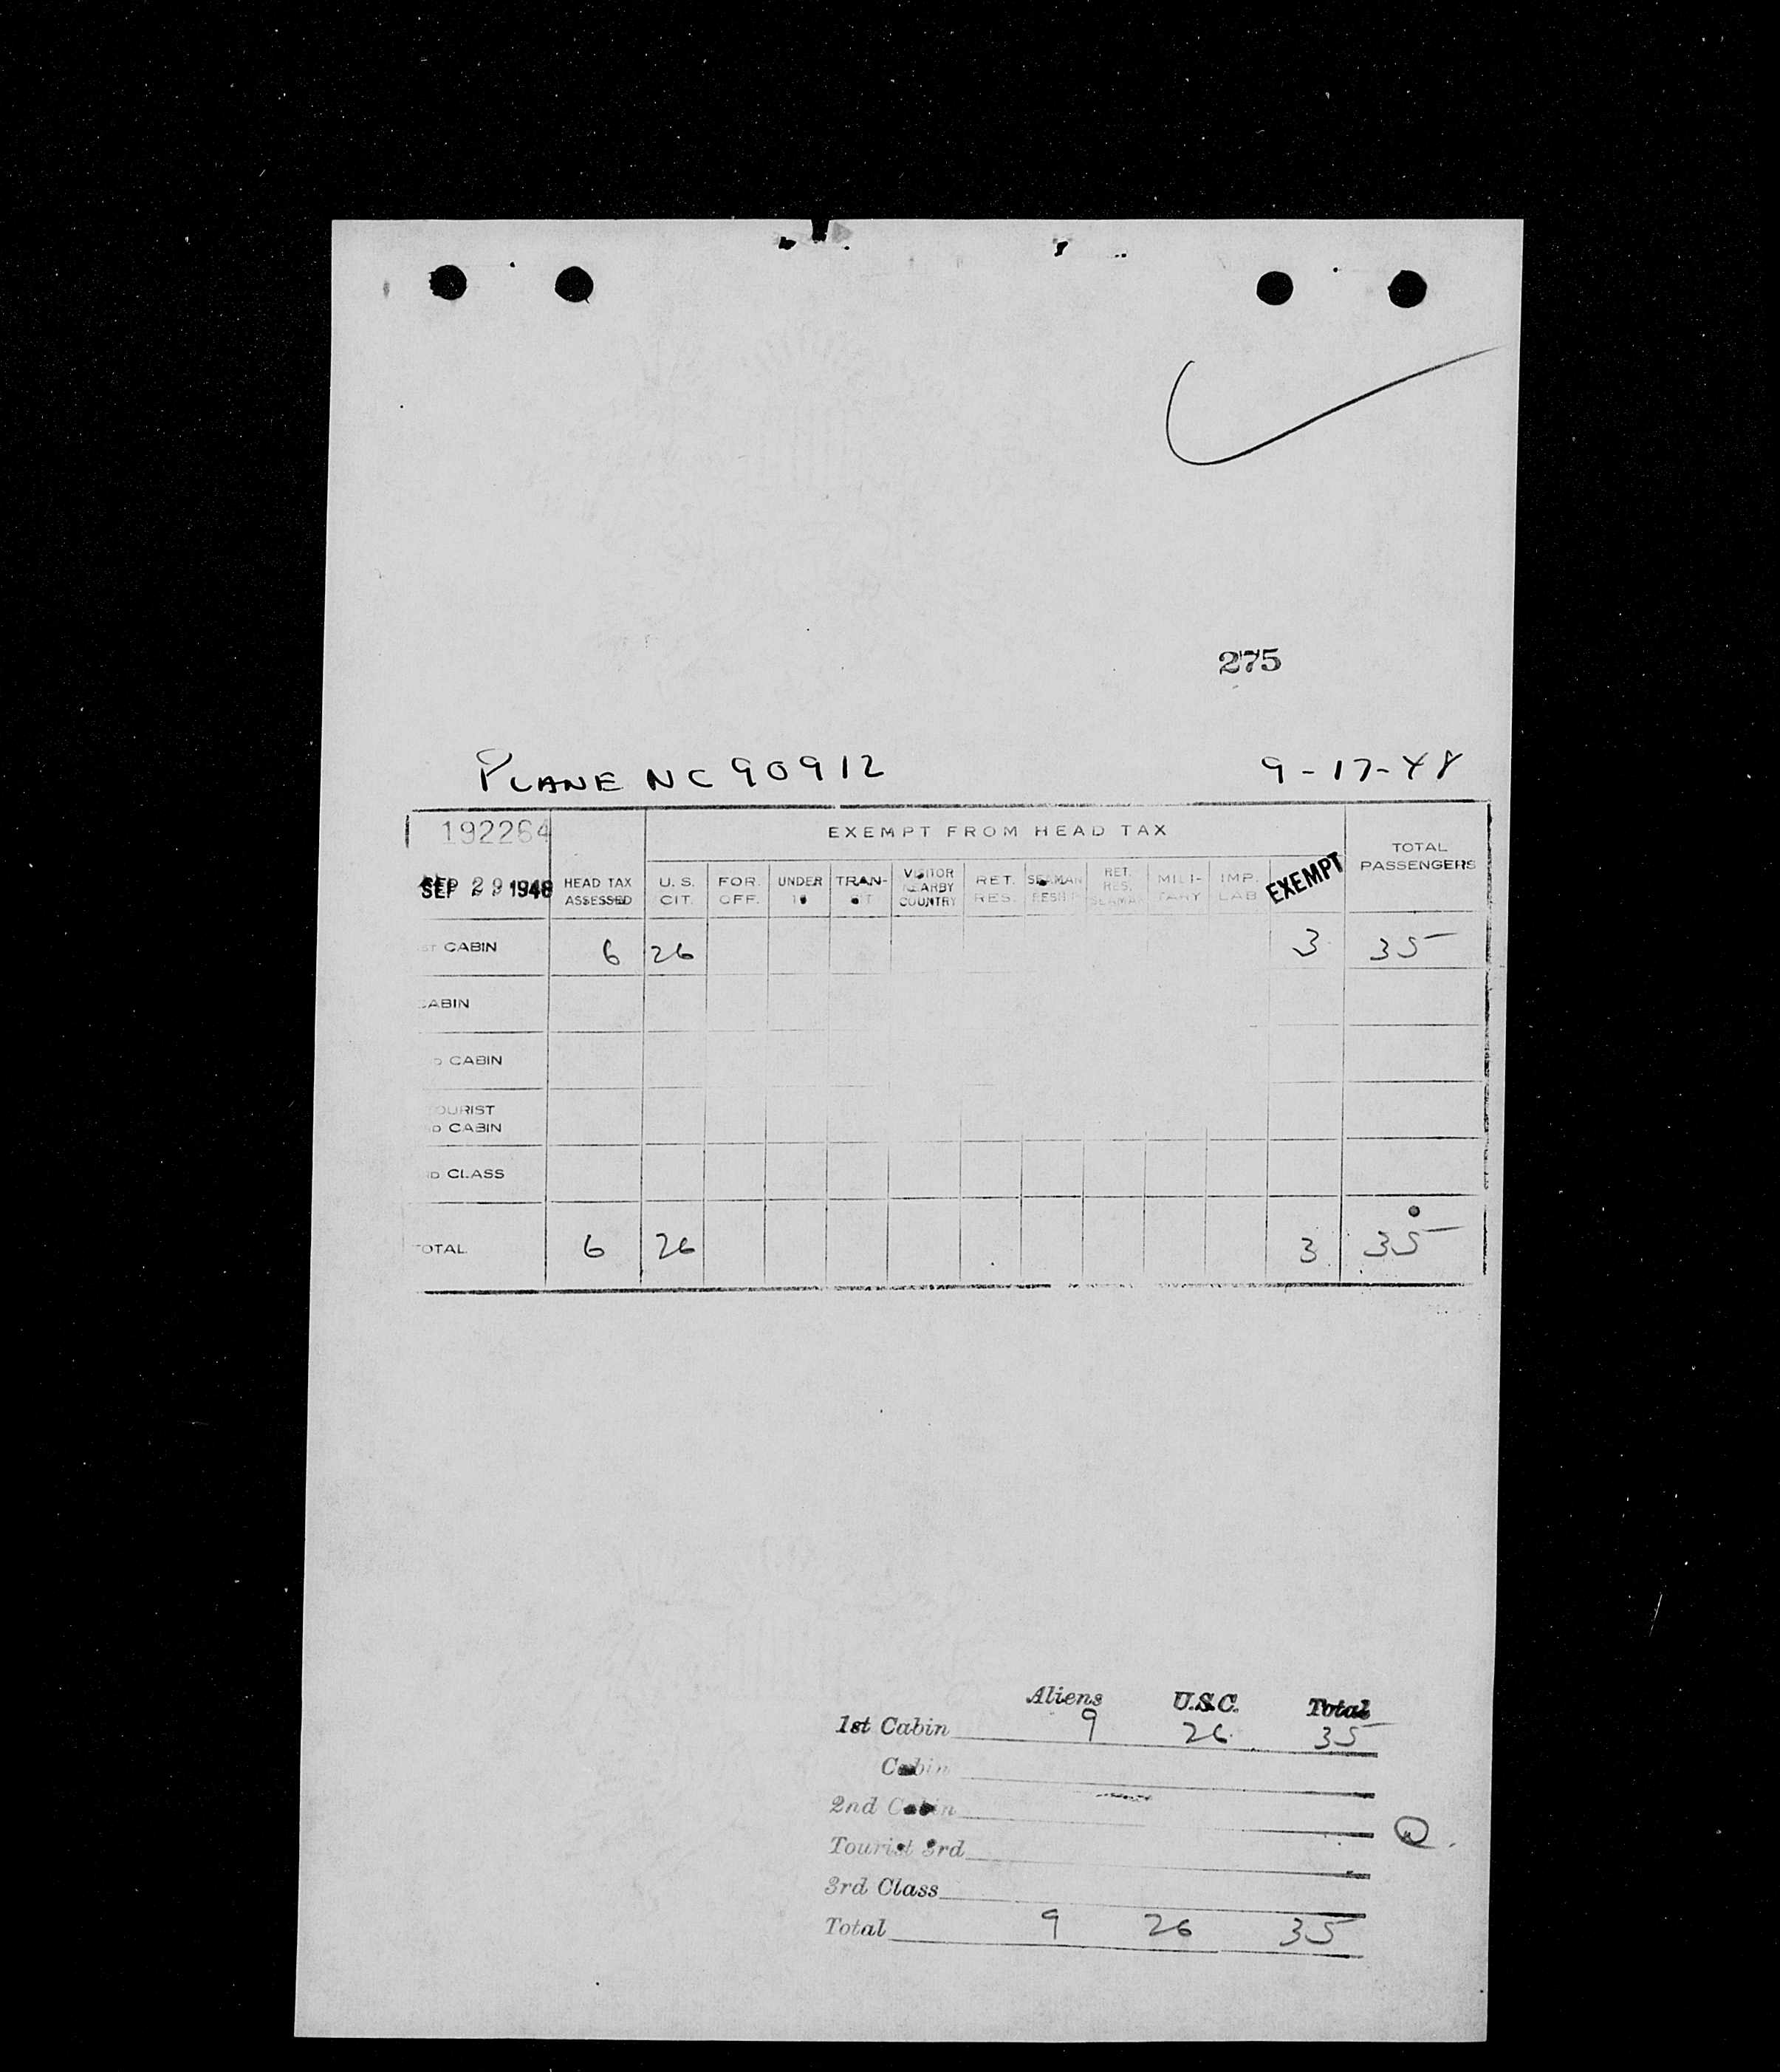 275
PLANE NC 90912 9-17-48
192264 EXEMPT FROM HEAD TAX TOTAL PASSENGERS
SEP 29 1948 HEAD TAX ASSESSED U. S. CIT. FOR. OFF. UNDER TRAN- VISITOR NEARBY COUNTRY RET. RES. SEAMAN RET. RES. SEAMAN MILI- TARY IMP. LAB EXEMPT
ST CABIN 6 26 3 35
CABIN
D CABIN
TOURIST
D CABIN
D CLASS
TOTAL 6 26 3 35
Aliens U.S.C. Total
1st Cabin 9 26 35
Cabin
2nd Cabin
Tourist 3rd
3rd Class
Total 9 26 35